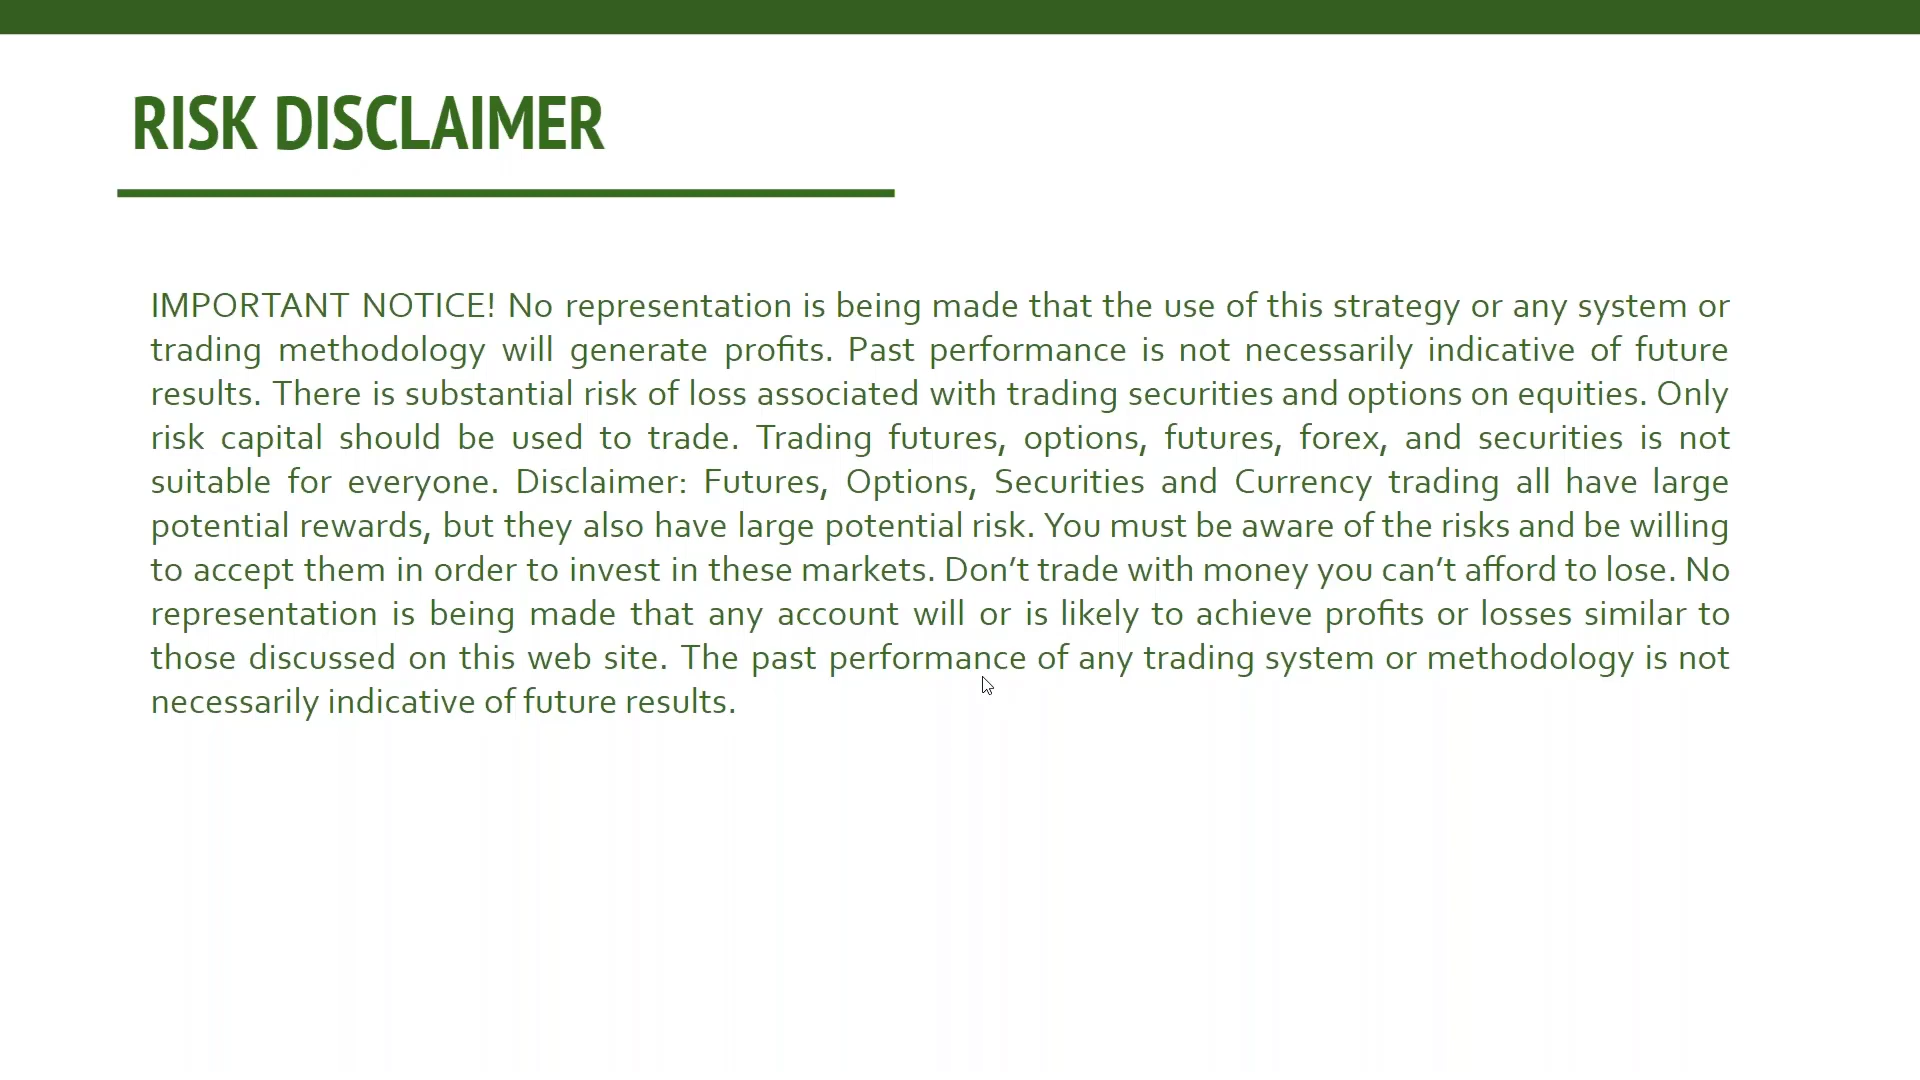 RISK DISCLAIMER
IMPORTANT NOTICE! No representation is being made that the use of this strategy or any system or
trading methodology will generate profits. Past performance is not necessarily indicative of future
results. There is substantial risk of loss associated with trading securities and options on equities. Only
risk capital should be used to trade. Trading futures, options, futures, forex, and securities is not
suitable for everyone. Disclaimer: Futures, Options, Securities and Currency trading all have large
potential rewards, but they also have large potential risk. You must be aware of the risks and be willing
to accept them in order to invest in these markets. Don’t trade with money you can’t afford to lose. No
representation is being made that any account will or is likely to achieve profits or losses similar to
those discussed on this web site. The past performance of any trading system or methodology is not
necessarily indicative of future results.